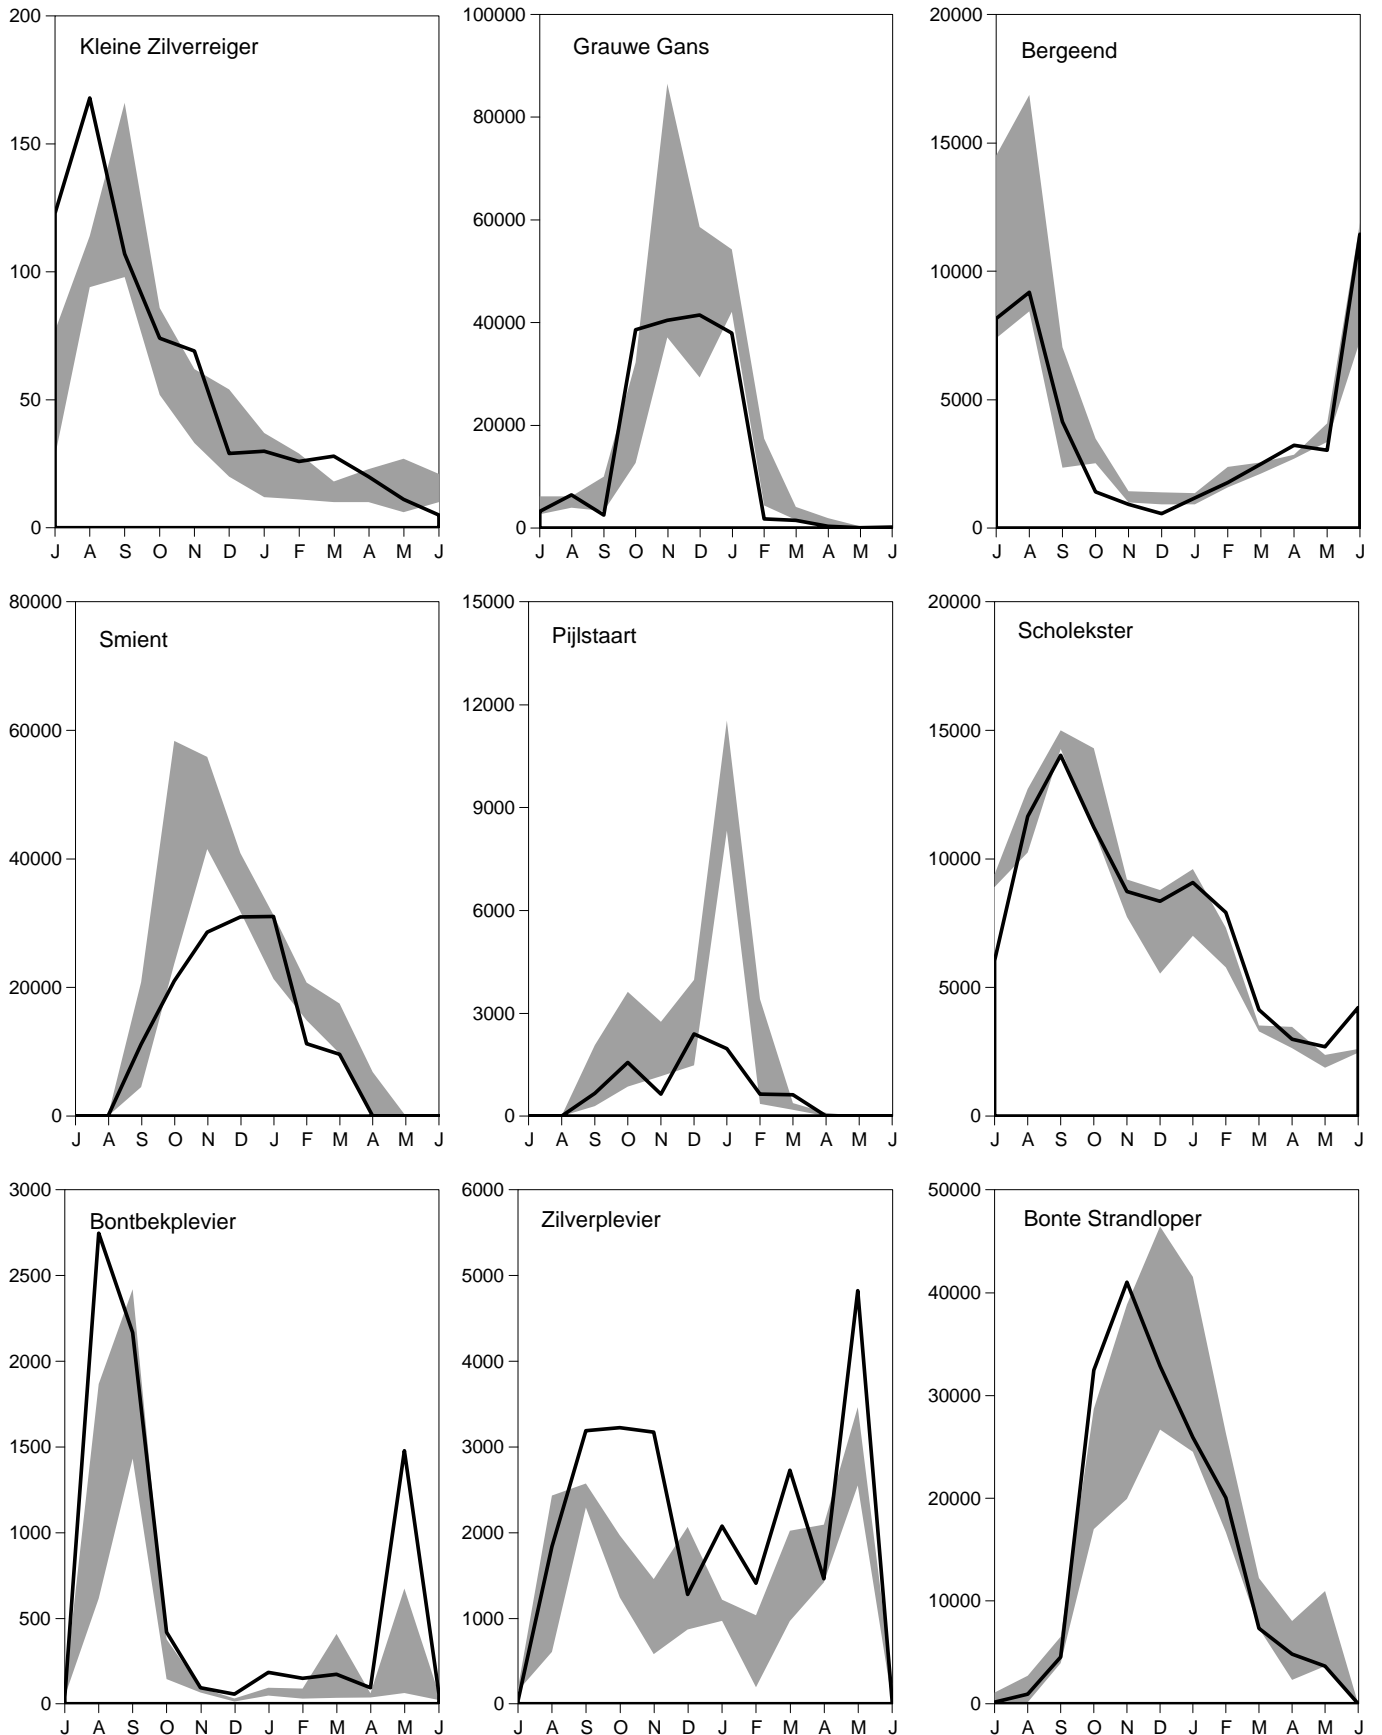 Kleine Zilverreiger
200
150
100
50
0
J A S O N D J F M A M J
Grauwe Gans
100000
80000
60000
40000
20000
0
J A S O N D J F M A M J
Bergeend
20000
15000
10000
5000
0
J A S O N D J F M A M J
Smient
80000
60000
40000
20000
0
J A S O N D J F M A M J
Pijlstaart
15000
12000
9000
6000
3000
0
J A S O N D J F M A M J
Scholekster
20000
15000
10000
5000
0
J A S O N D J F M A M J
Bontbekplevier
3000
2500
2000
1500
1000
500
0
J A S O N D J F M A M J
Zilverplevier
6000
5000
4000
3000
2000
1000
0
J A S O N D J F M A M J
Bonte Strandloper
50000
40000
30000
20000
10000
0
J A S O N D J F M A M J